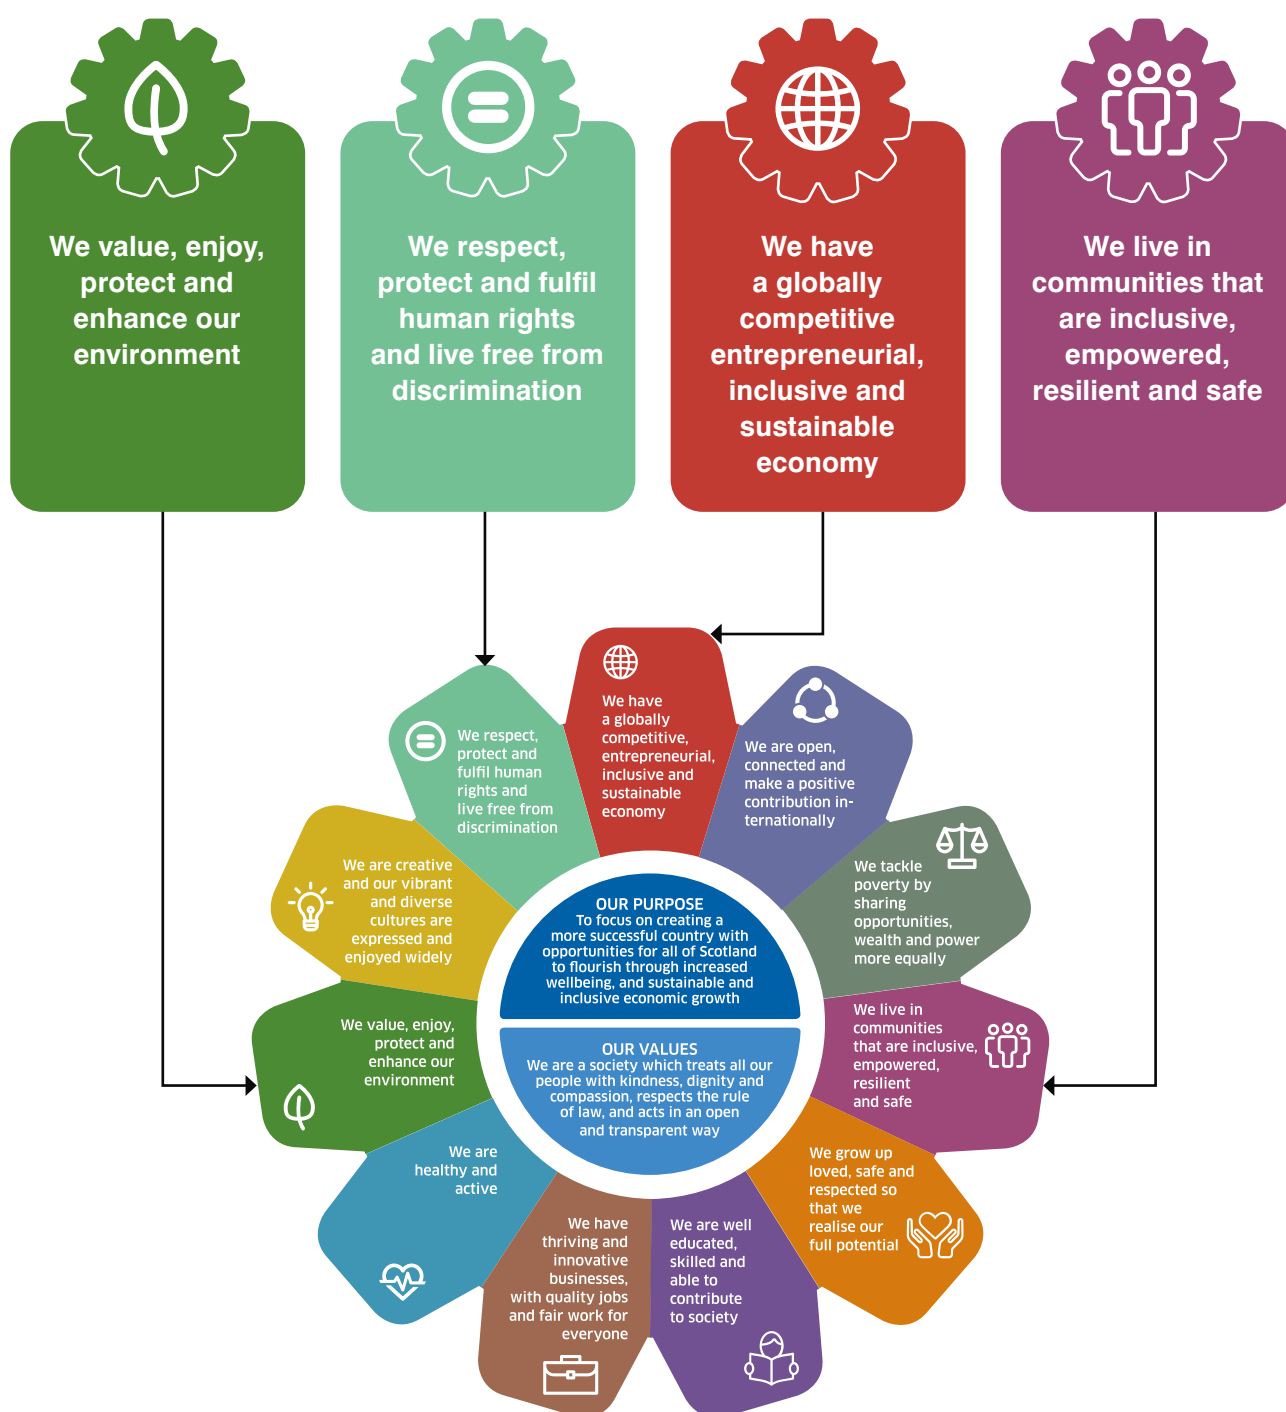 We value, enjoy,
protect and
enhance our
environment
We respect,
protect and fulfil
human rights
and live free from
discrimination
We have
a globally
competitive
entrepreneurial,
inclusive and
sustainable
economy
We live in
communities that
are inclusive,
empowered,
resilient and safe
We have
a globally
competitive,
entrepreneurial,
inclusive and
sustainable
economy
We are open,
connected and
make a positive
contribution in-
ternationally
We tackle
poverty by
sharing
opportunities,
wealth and power
more equally
We live in
communities
that are inclusive,
empowered,
resilient
and safe
We grow up
loved, safe and
respected so
that we
realise our
full potential
We are well
educated,
skilled and
able to
contribute
to society
We have
thriving and
innovative
businesses,
with quality jobs
and fair work for
everyone
We are
healthy and
active
We value, enjoy,
protect and
enhance our
environment
We are creative
and our vibrant
and diverse
cultures are
expressed and
enjoyed widely
We respect,
protect and
fulfil human
rights and
live free from
discrimination
OUR PURPOSE
To focus on creating a
more successful country with
opportunities for all of Scotland
to flourish through increased
wellbeing, and sustainable and
inclusive economic growth
OUR VALUES
We are a society which treats all our
people with kindness, dignity and
compassion, respects the rule
of law, and acts in an open
and transparent way